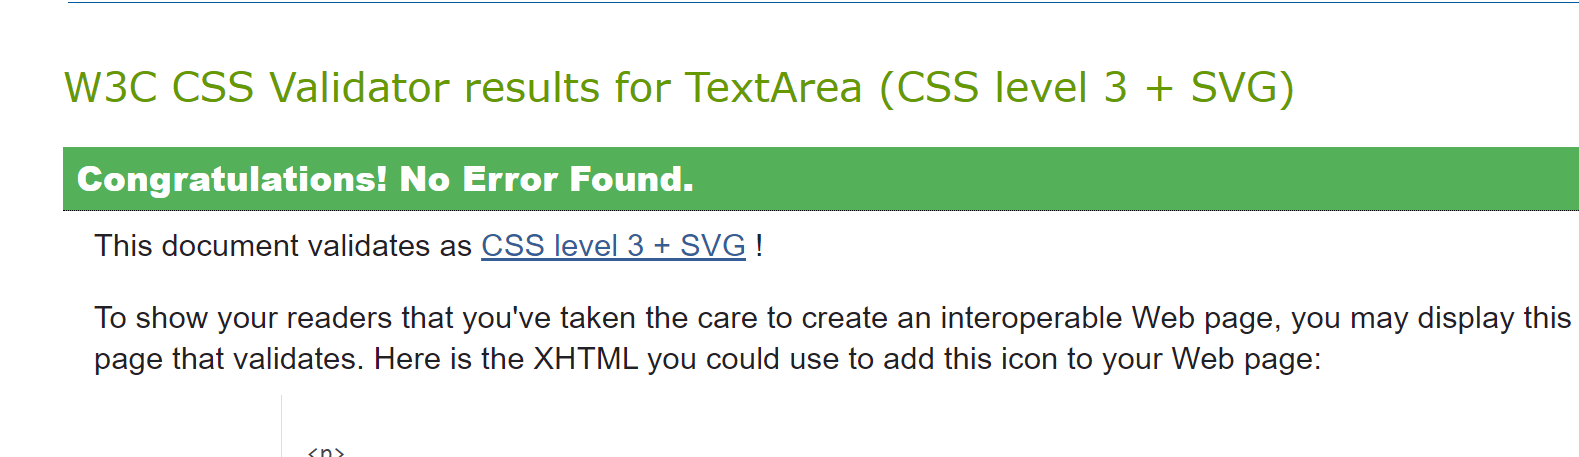 W3C CSS Validator results for TextArea (CSS level 3 + SVG)
Congratulations! No Error Found.
This document validates as CSS level 3 + SVG !
To show your readers that you've taken the care to create an interoperable Web page, you may display this
page that validates. Here is the XHTML you could use to add this icon to your Web page:
<p>